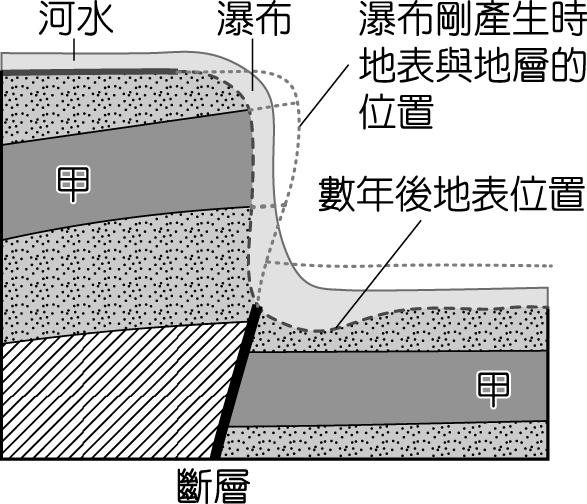 河水
瀑布
瀑布剛產生時
地表與地層的
位置
甲
數年後地表位置
甲
斷層